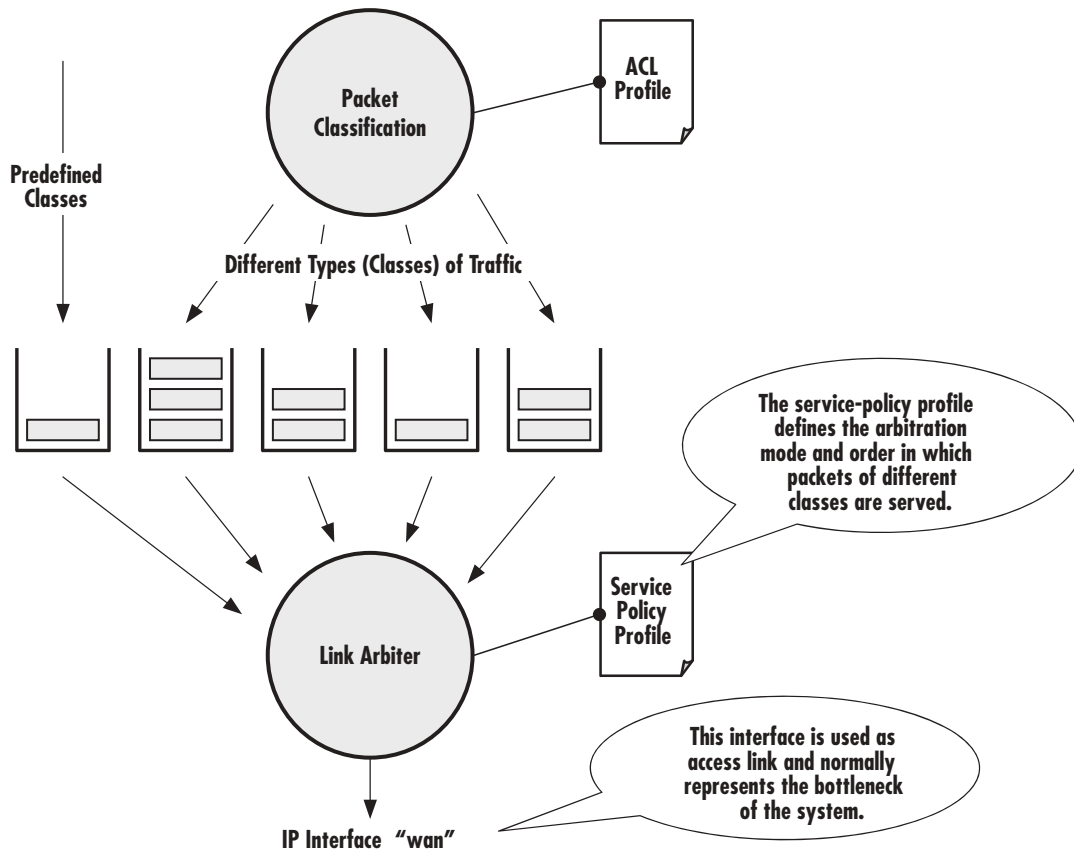 Packet
Classification
ACL
Profile
Predefined
Classes
Different Types (Classes) of Traffic
The service-policy profile
defines the arbitration
mode and order in which
packets of different
classes are served.
Link Arbiter
Service
Policy
Profile
This interface is used as
access link and normally
represents the bottleneck
of the system.
IP Interface “wan”